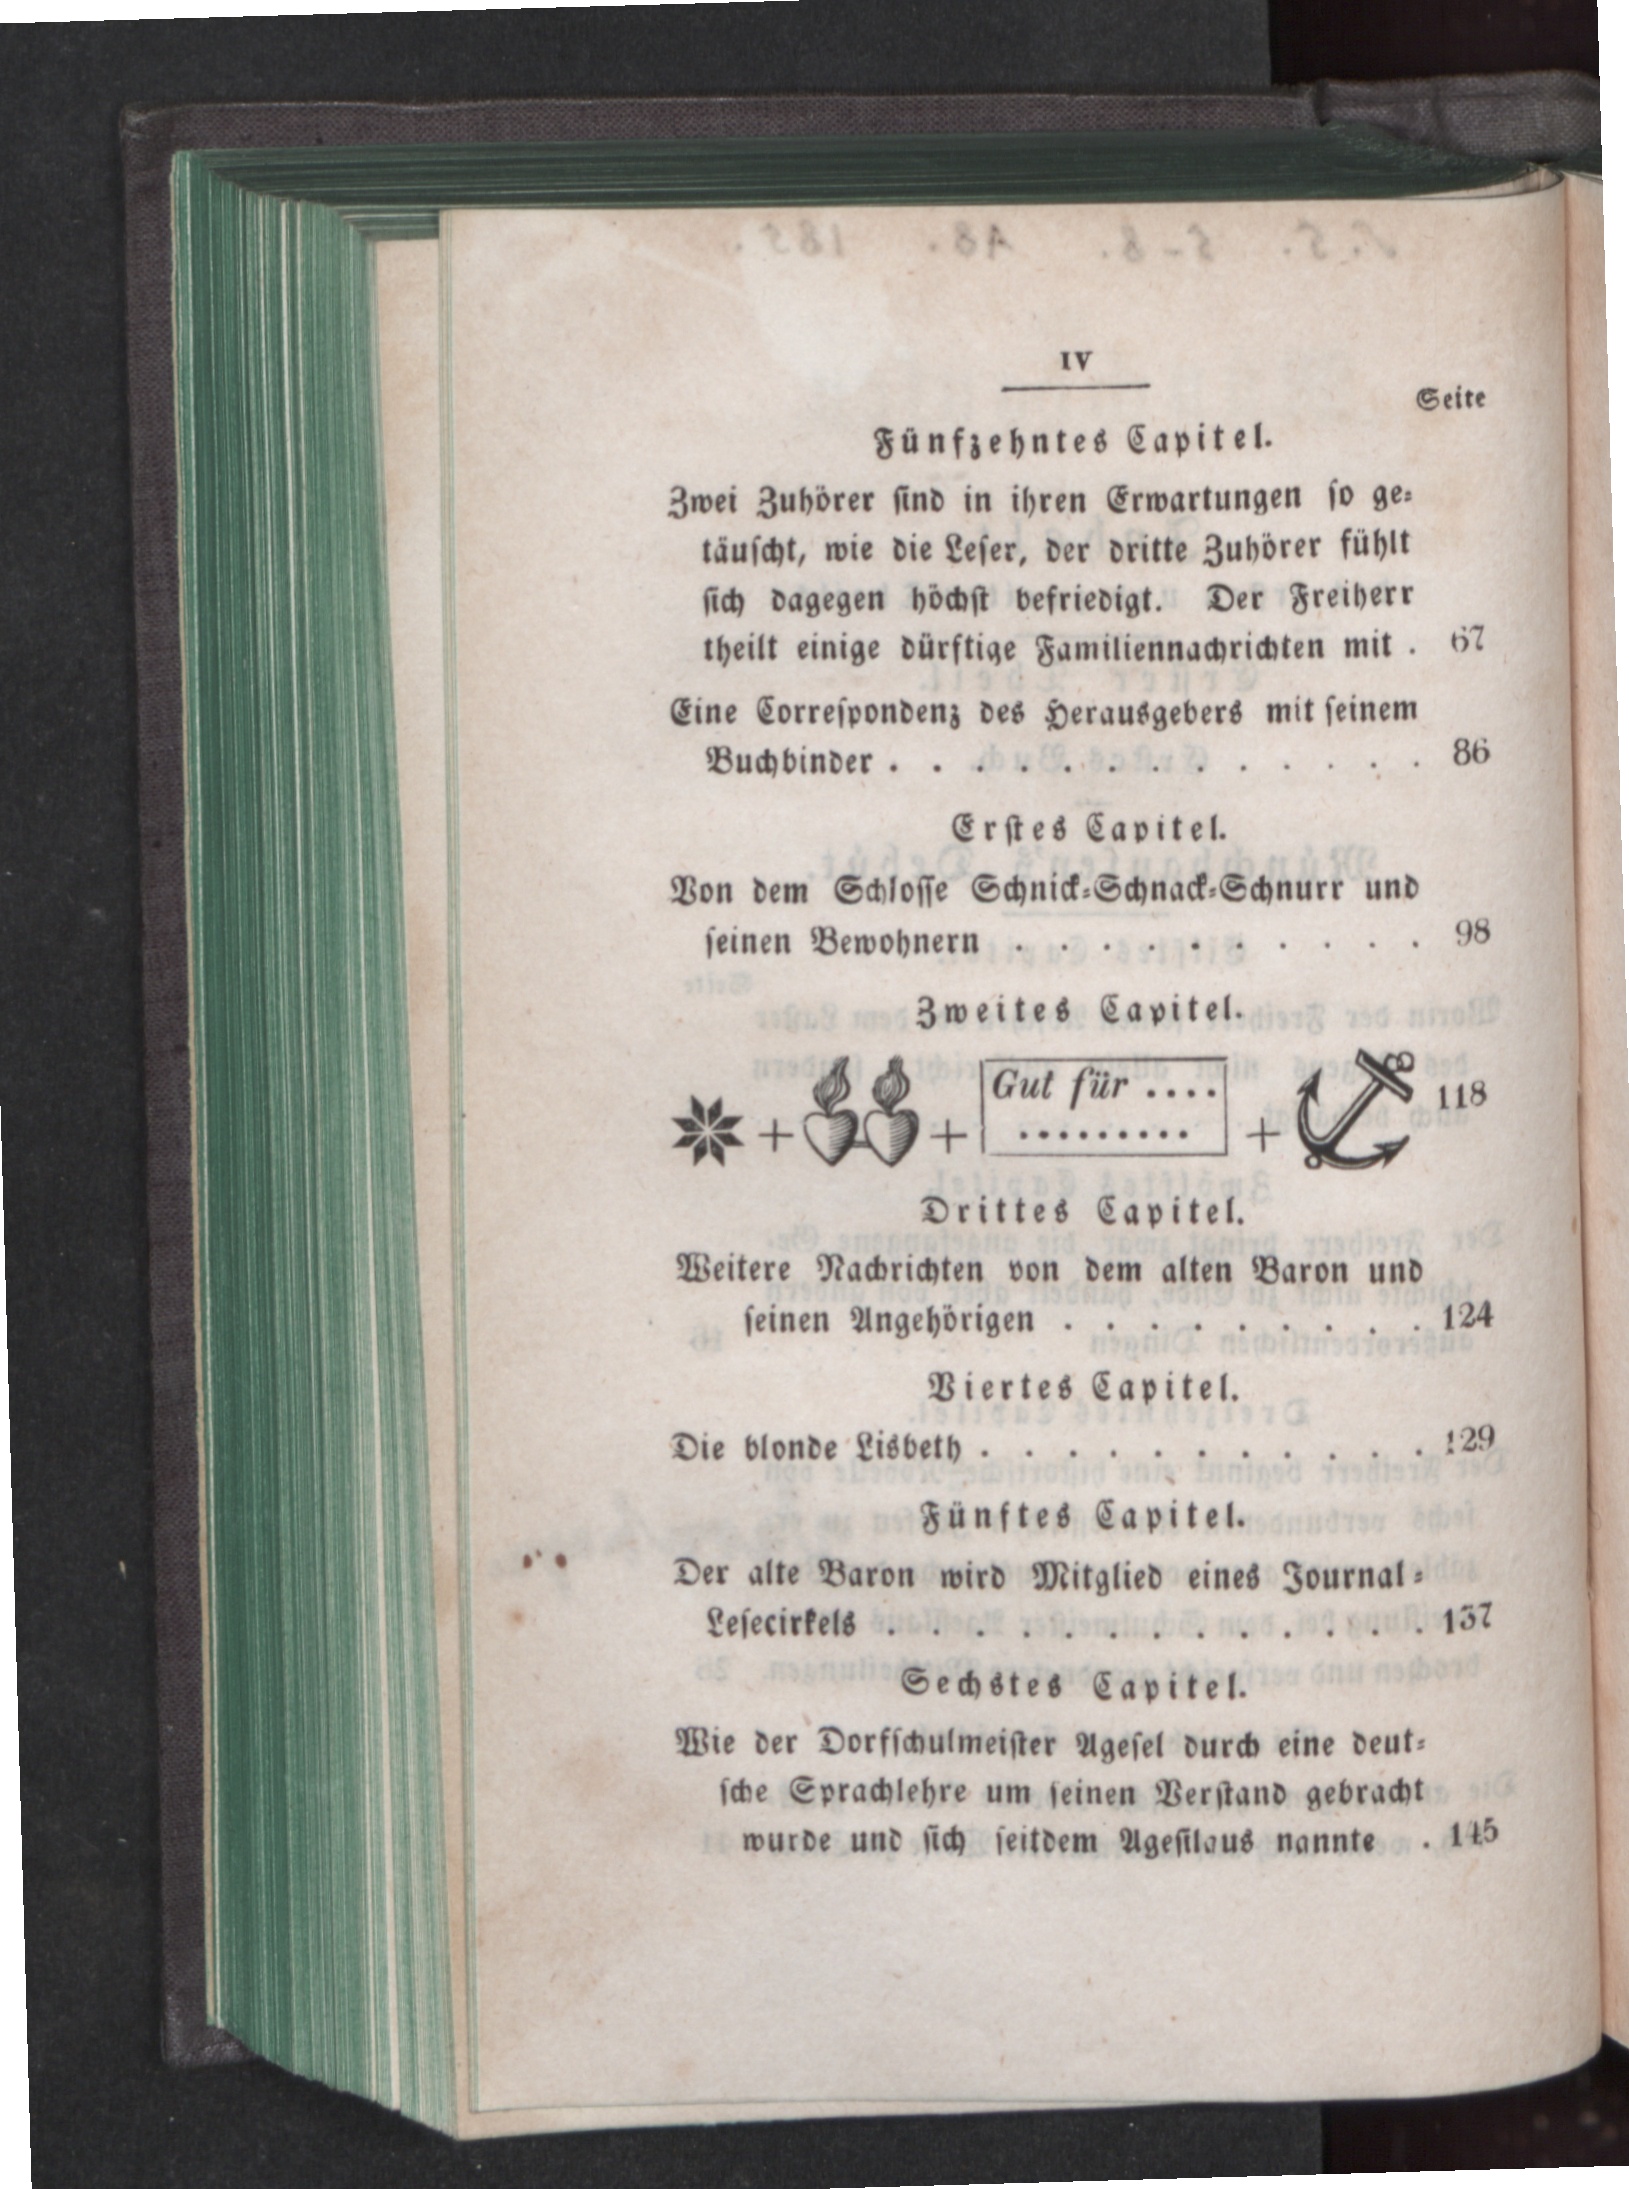 IV
Seite
Fünfzehntes Capitel.
Zwei Zuhörer ſind in ihren Erwartungen ſo ge⸗
täuſcht, wie die Leſer, der dritte Zuhörer fühlt
ſich dagegen höchſt befriedigt. Der Freiherr
theilt einige dürftige Familiennachrichten mit . 67
Eine Correſpondenz des Herausgebers mit ſeinem
Buchbinder . . . . . . . . . . . . . 86
Erſtes Capitel.
Von dem Schloſſe Schnick⸗Schnack⸗Schnurr und
ſeinen Bewohnern . . . . . . . . . . 98
Zweites Capitel.
+ + Gut für .... + 118
.........
Drittes Capitel.
Weitere Nachrichten von dem alten Baron und
ſeinen Angehörigen . . . . . . . . . 124
Viertes Capitel.
Die blonde Lisbeth . . . . . . . . . . . 129
Fünftes Capitel.
Der alte Baron wird Mitglied eines Journal⸗
Leſecirkels . . . . . . . . . . . . . 137
Sechstes Capitel.
Wie der Dorfſchulmeiſter Ageſel durch eine deut⸗
ſche Sprachlehre um ſeinen Verſtand gebracht
wurde und ſich ſeitdem Ageſilaus nannte . 145